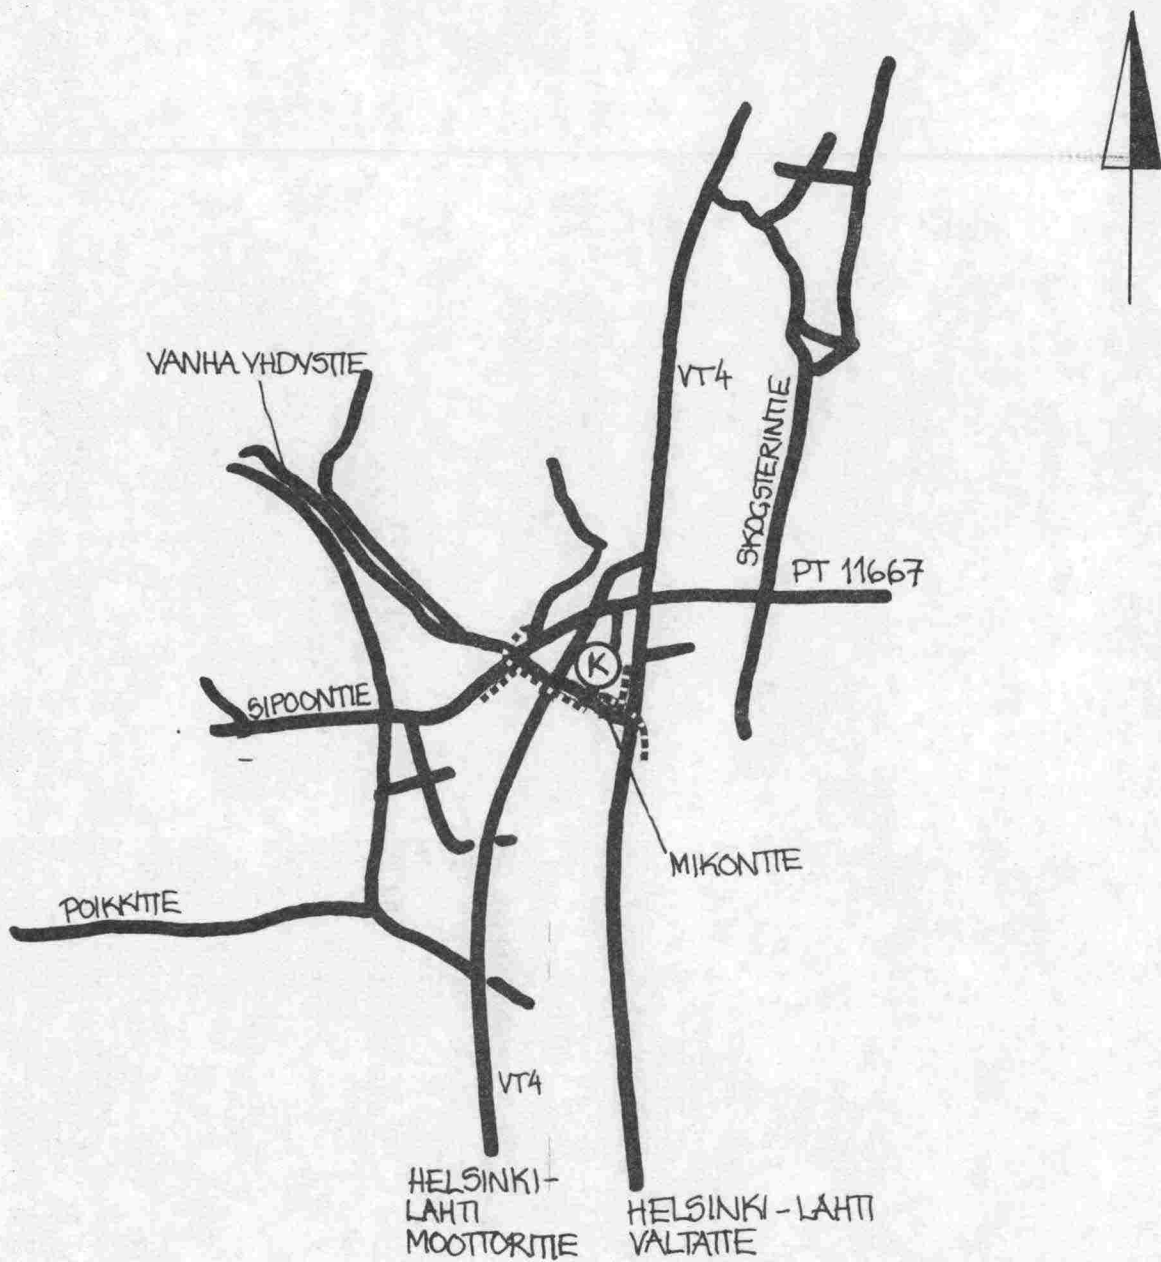 VANHA YHDYSTIE
VT4
SKOGSTERINTIE
PT 11667
K
SIPOONTIE
MIKONTIE
POIKKITIE
VT4
HELSINKI-
LAHTI
MOOTTORITIE
HELSINKI-LAHTI
VALTATIE